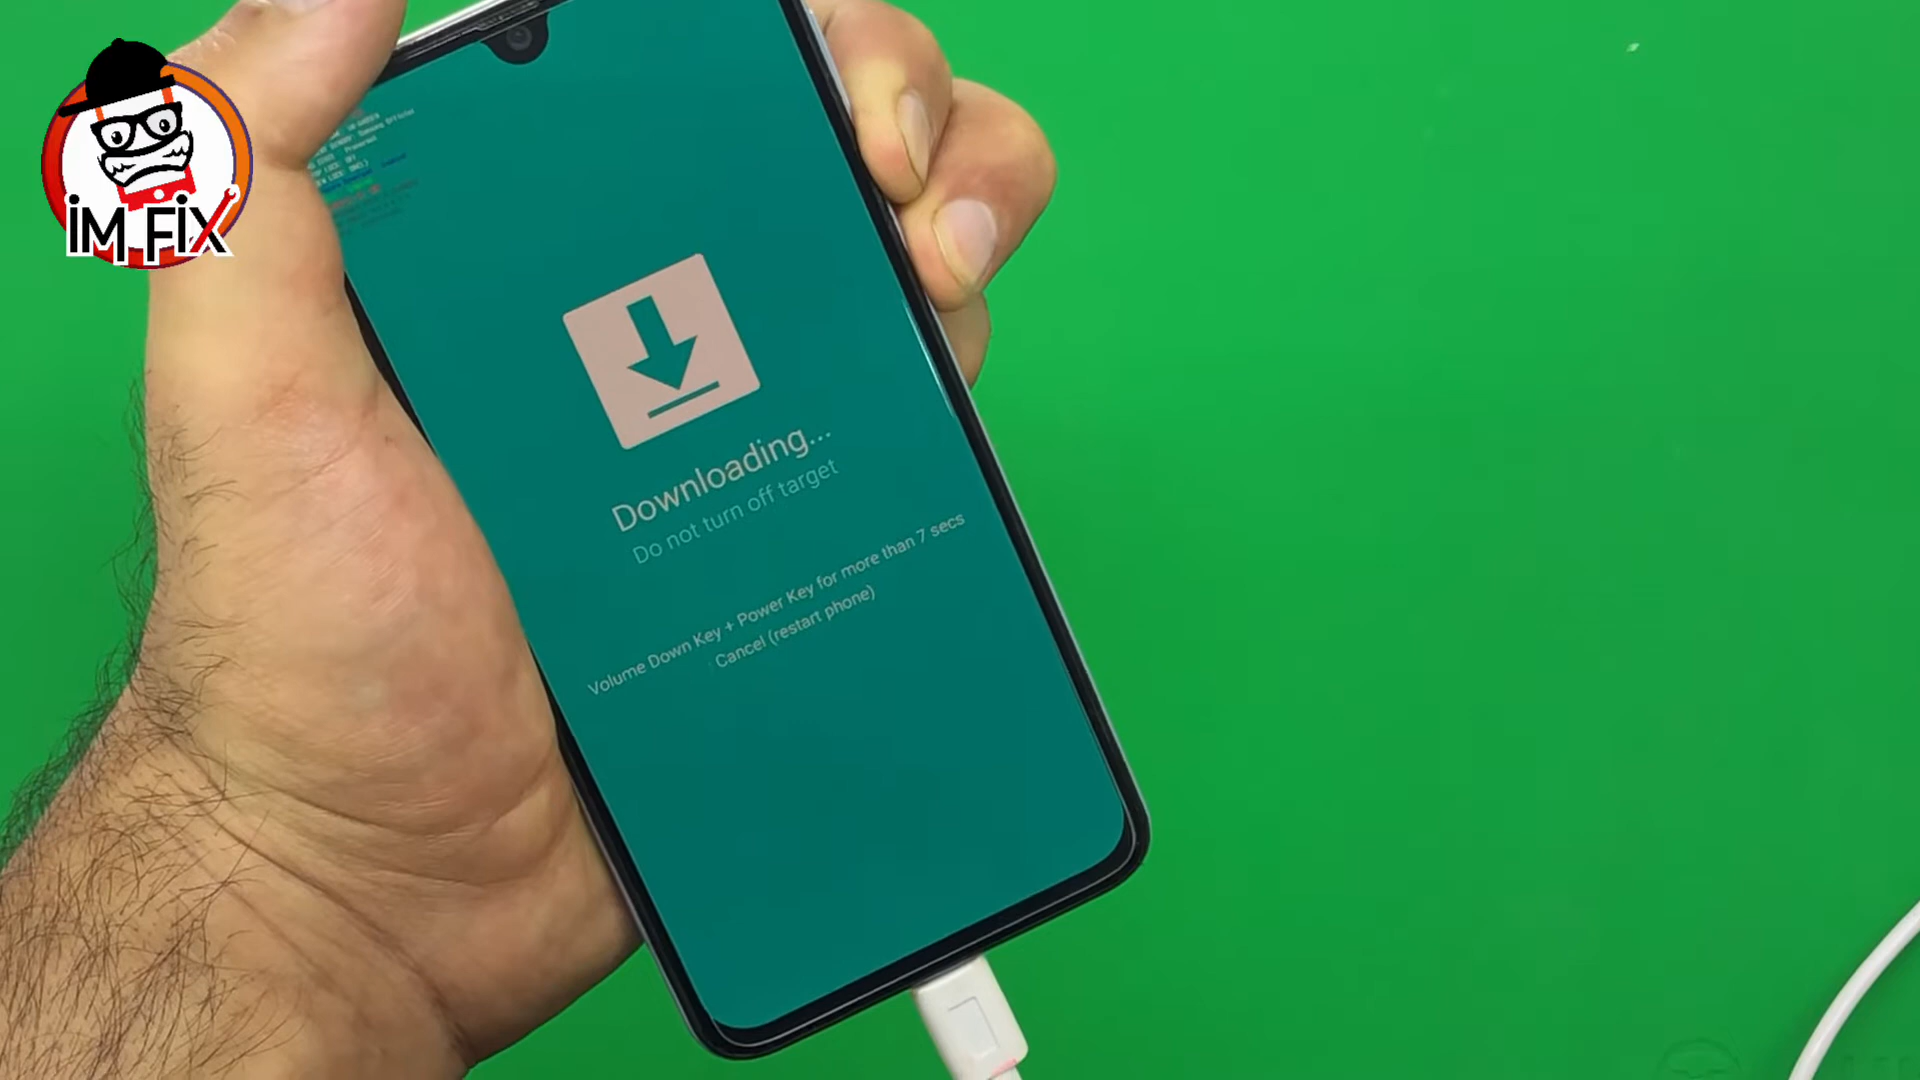 iM FiX
Downloading...
Do not turn off target
Volume Down Key + Power Key for more than 7 secs
: Cancel (restart phone)